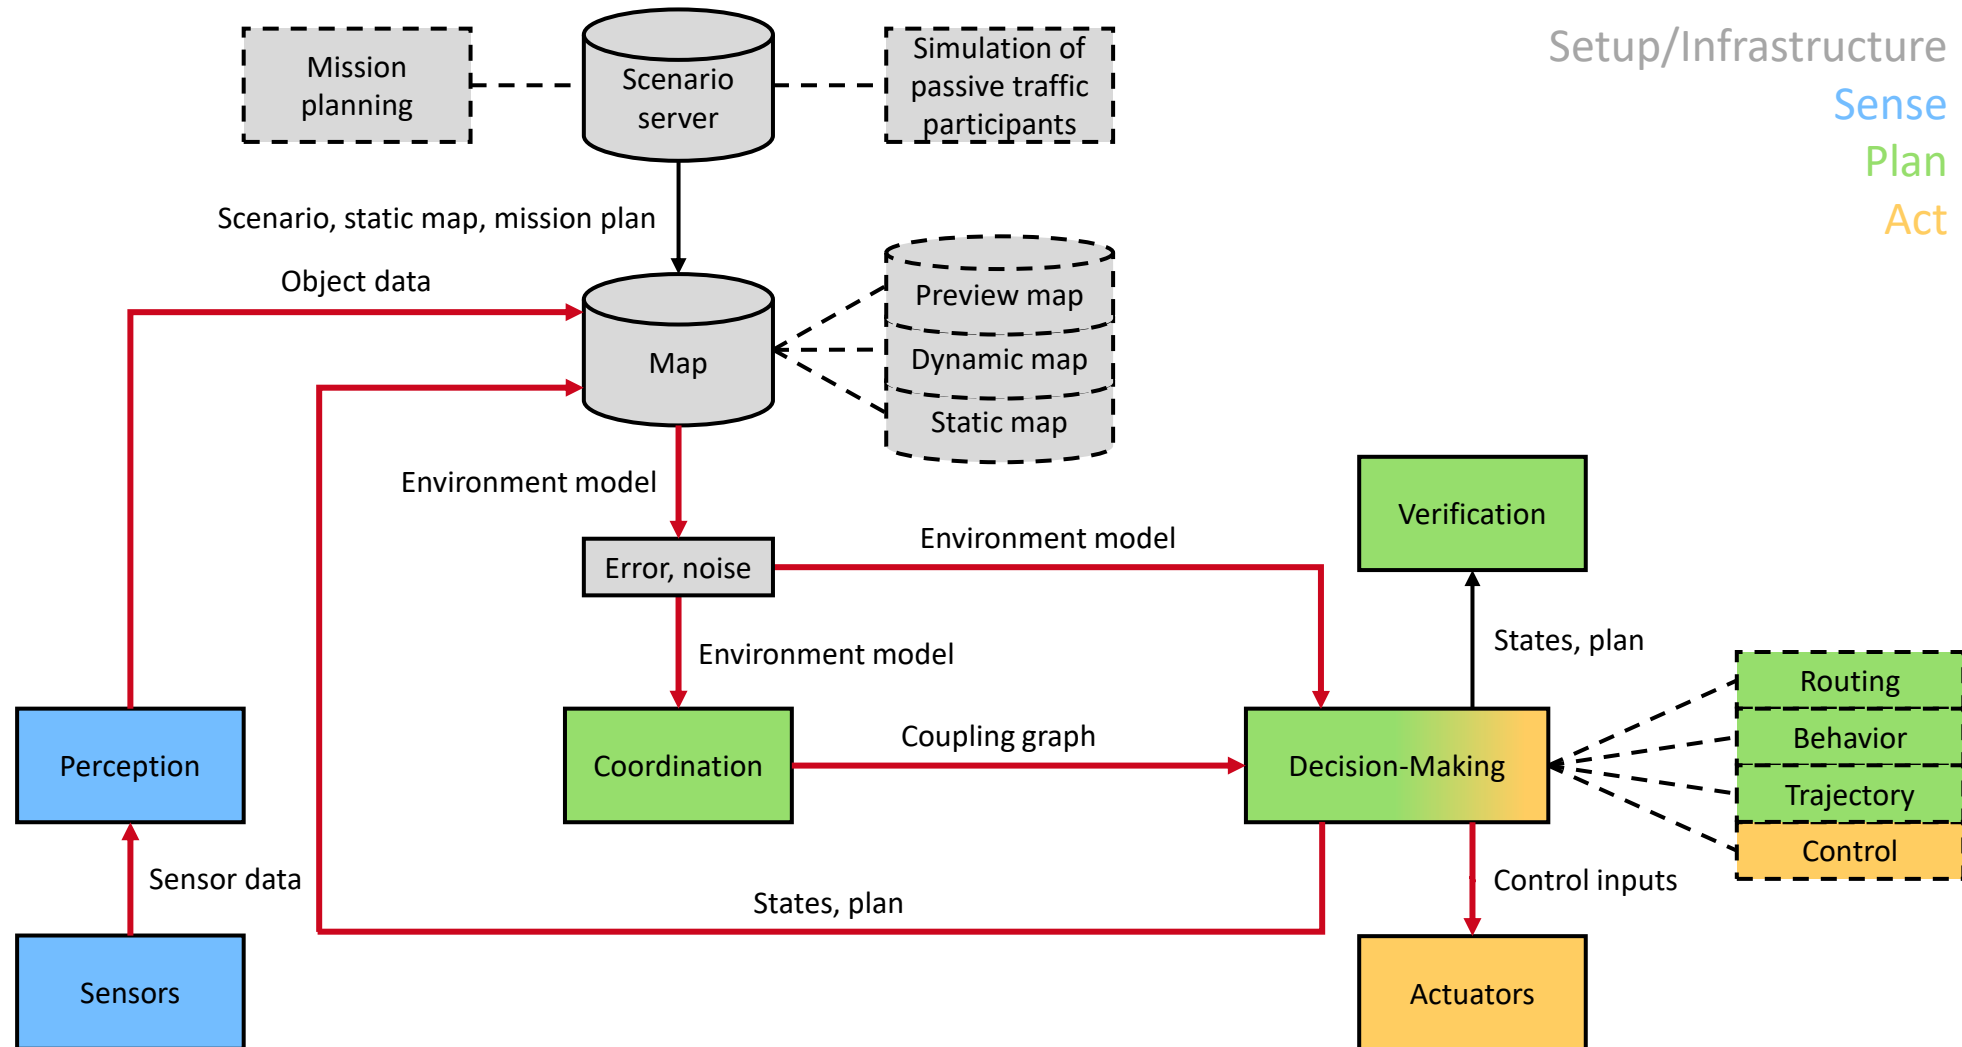 Setup/Infrastructure
Sense
Plan
Act
Mission
planning
Scenario
server
Simulation of
passive traffic
participants
Scenario, static map, mission plan
Object data
Map
Preview map
Dynamic map
Static map
Environment model
Error, noise
Environment model
Verification
Environment model
States, plan
Perception
Coordination
Coupling graph
Decision-Making
Routing
Behavior
Trajectory
Control
Sensor data
States, plan
Control inputs
Sensors
Actuators